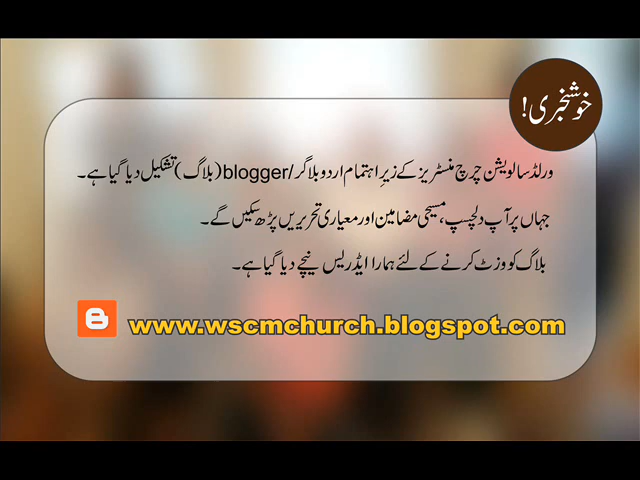 خوشخبری!
ورلڈ سالویشن چرچ منسٹریز کے زیرِ اہتمام اردو بلاگر/blogger (بلاگ) تشکیل دیا گیا ہے۔
جہاں پر آپ دلچسپ، مسیحی مضامین اور معیاری تحریریں پڑھ سکیں گے۔
بلاگ کو وزٹ کرنے کے لئے ہمارا ایڈریس نیچے دیا گیا ہے۔
www.wscmchurch.blogspot.com